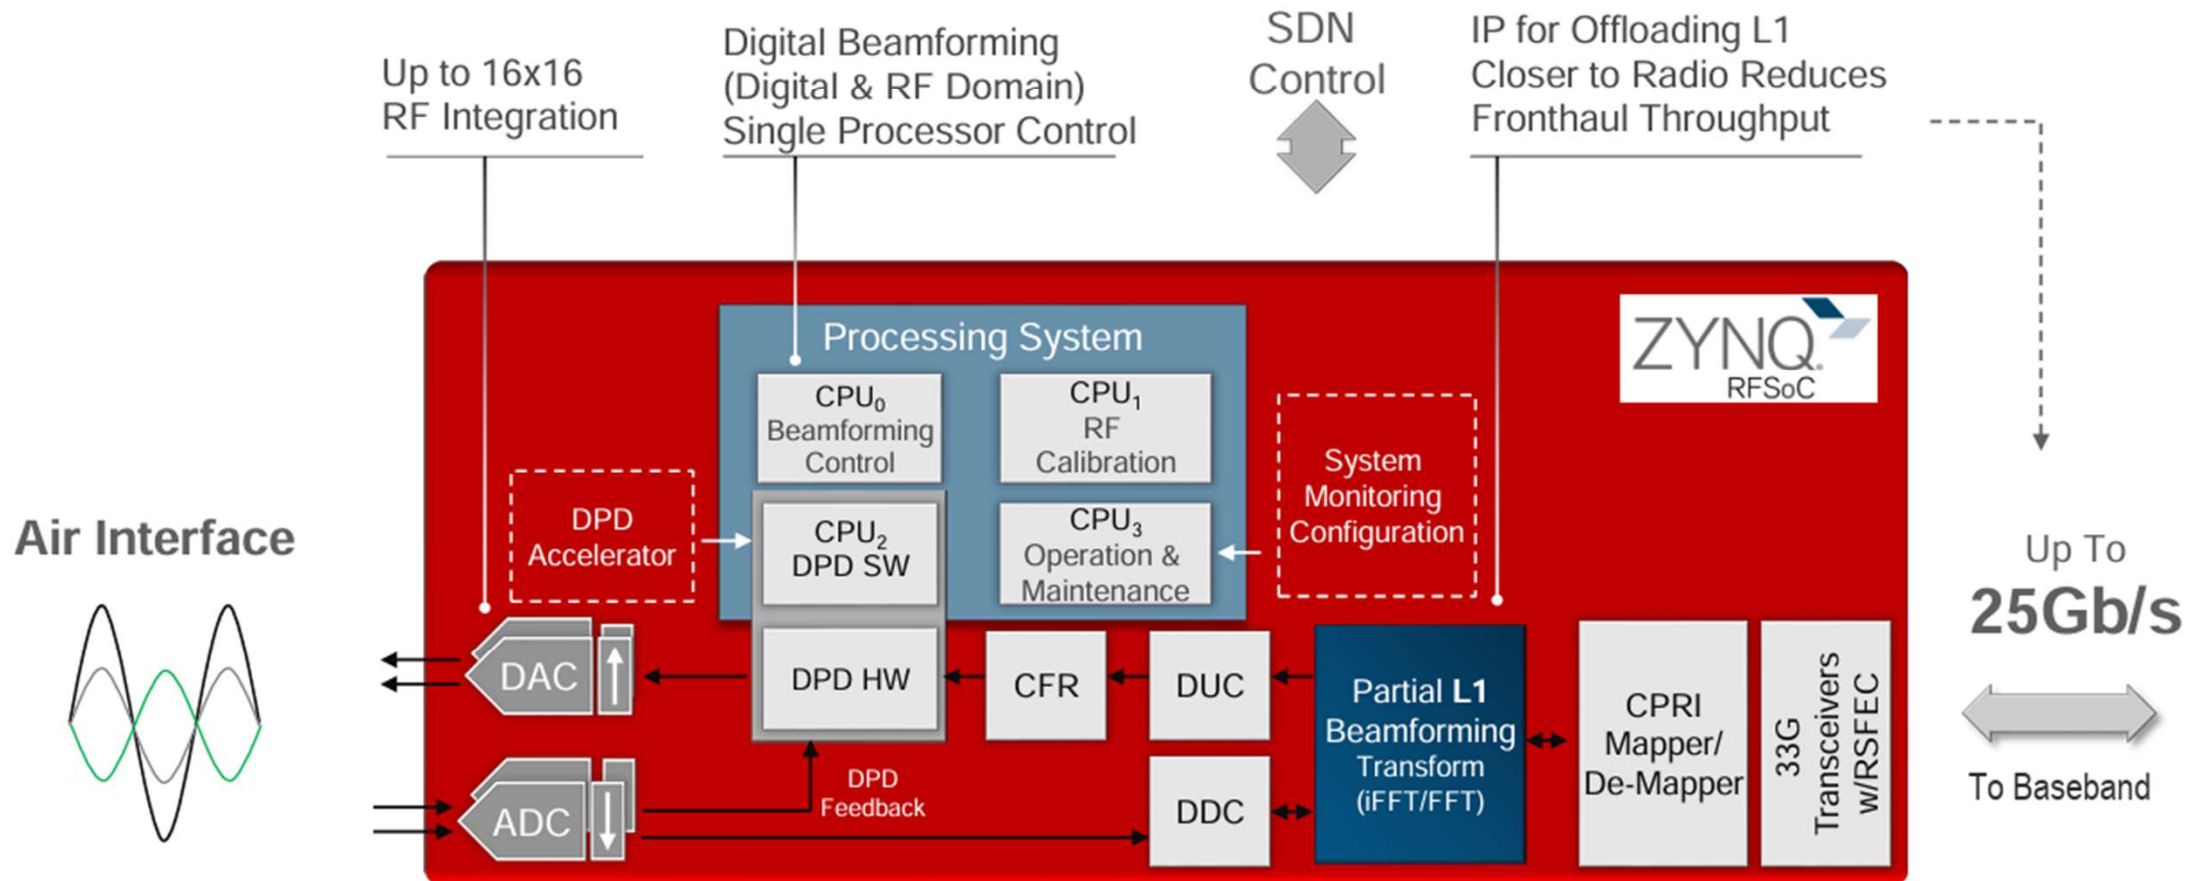 Up to 16x16
RF Integration
Digital Beamforming
(Digital & RF Domain)
Single Processor Control
SDN
Control
IP for Offloading L1
Closer to Radio Reduces
Fronthaul Throughput
ZYNQ.
RFSoC
Processing System
CPU₀
Beamforming
Control
CPU₁
RF
Calibration
CPU₂
DPD SW
CPU₃
Operation &
Maintenance
DPD
Accelerator
System
Monitoring
Configuration
Air Interface
Up To
25Gb/s
To Baseband
DAC
DPD HW
CFR
DUC
Partial L1
Beamforming
Transform
(iFFT/FFT)
CPRI
Mapper/
De-Mapper
33G
Transceivers
w/RSFEC
ADC
DPD
Feedback
DDC